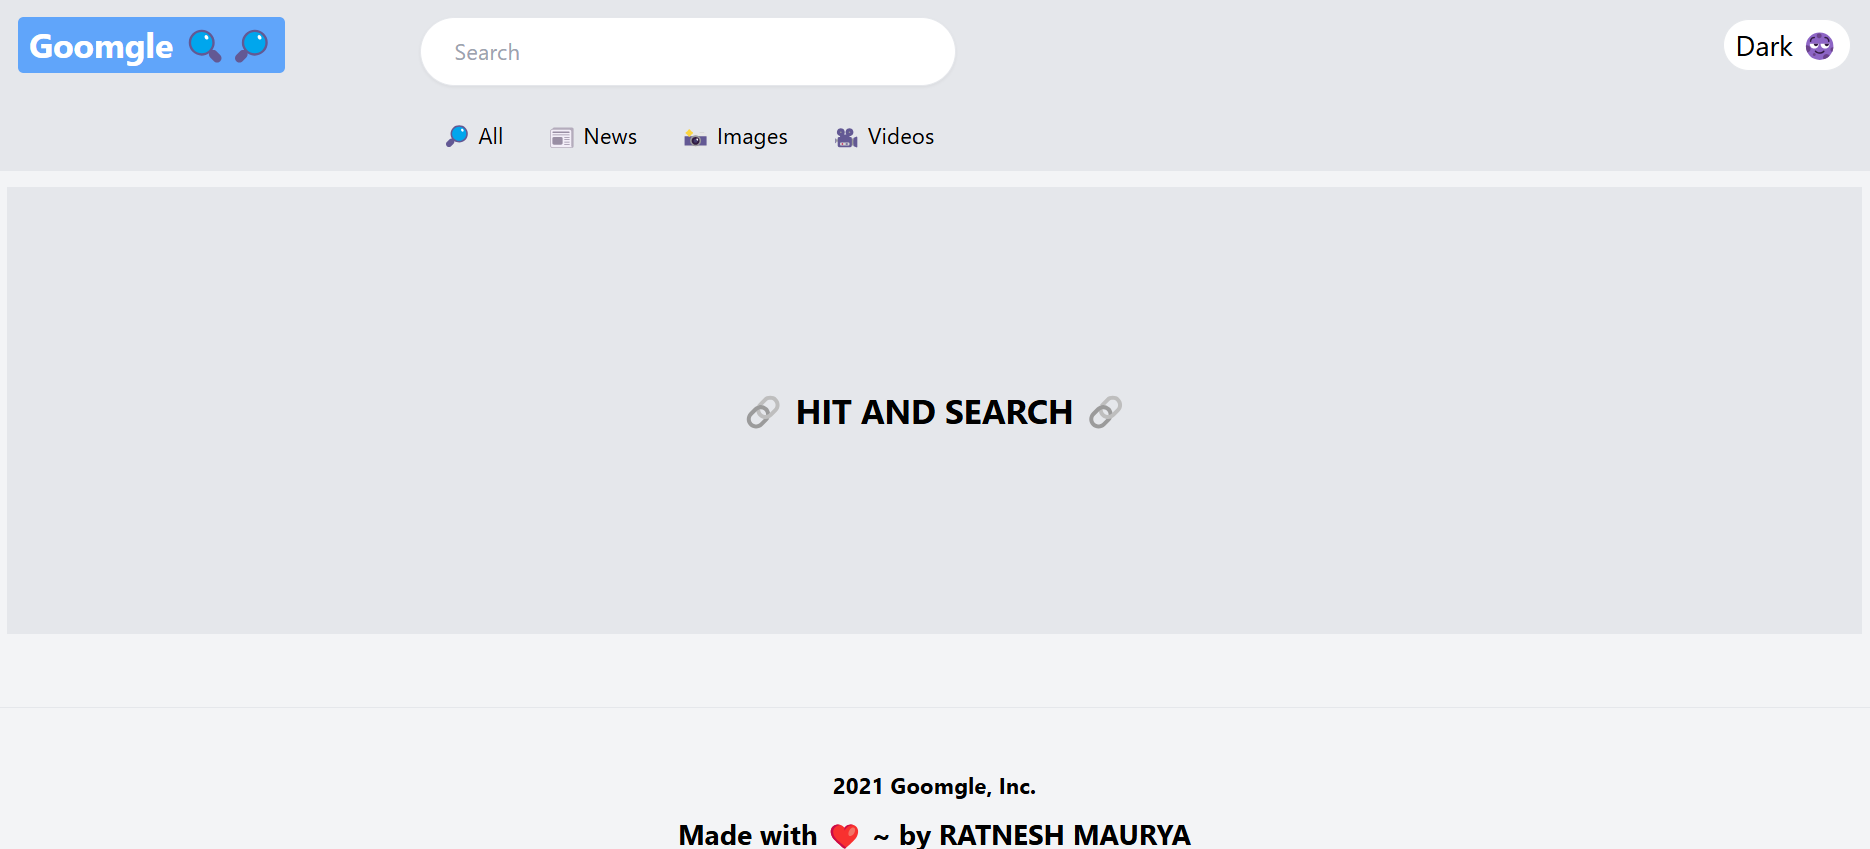 Goomgle
Search
Dark
All News Images Videos
HIT AND SEARCH
2021 Goomgle, Inc.
Made with ❤️ ~ by RATNESH MAURYA